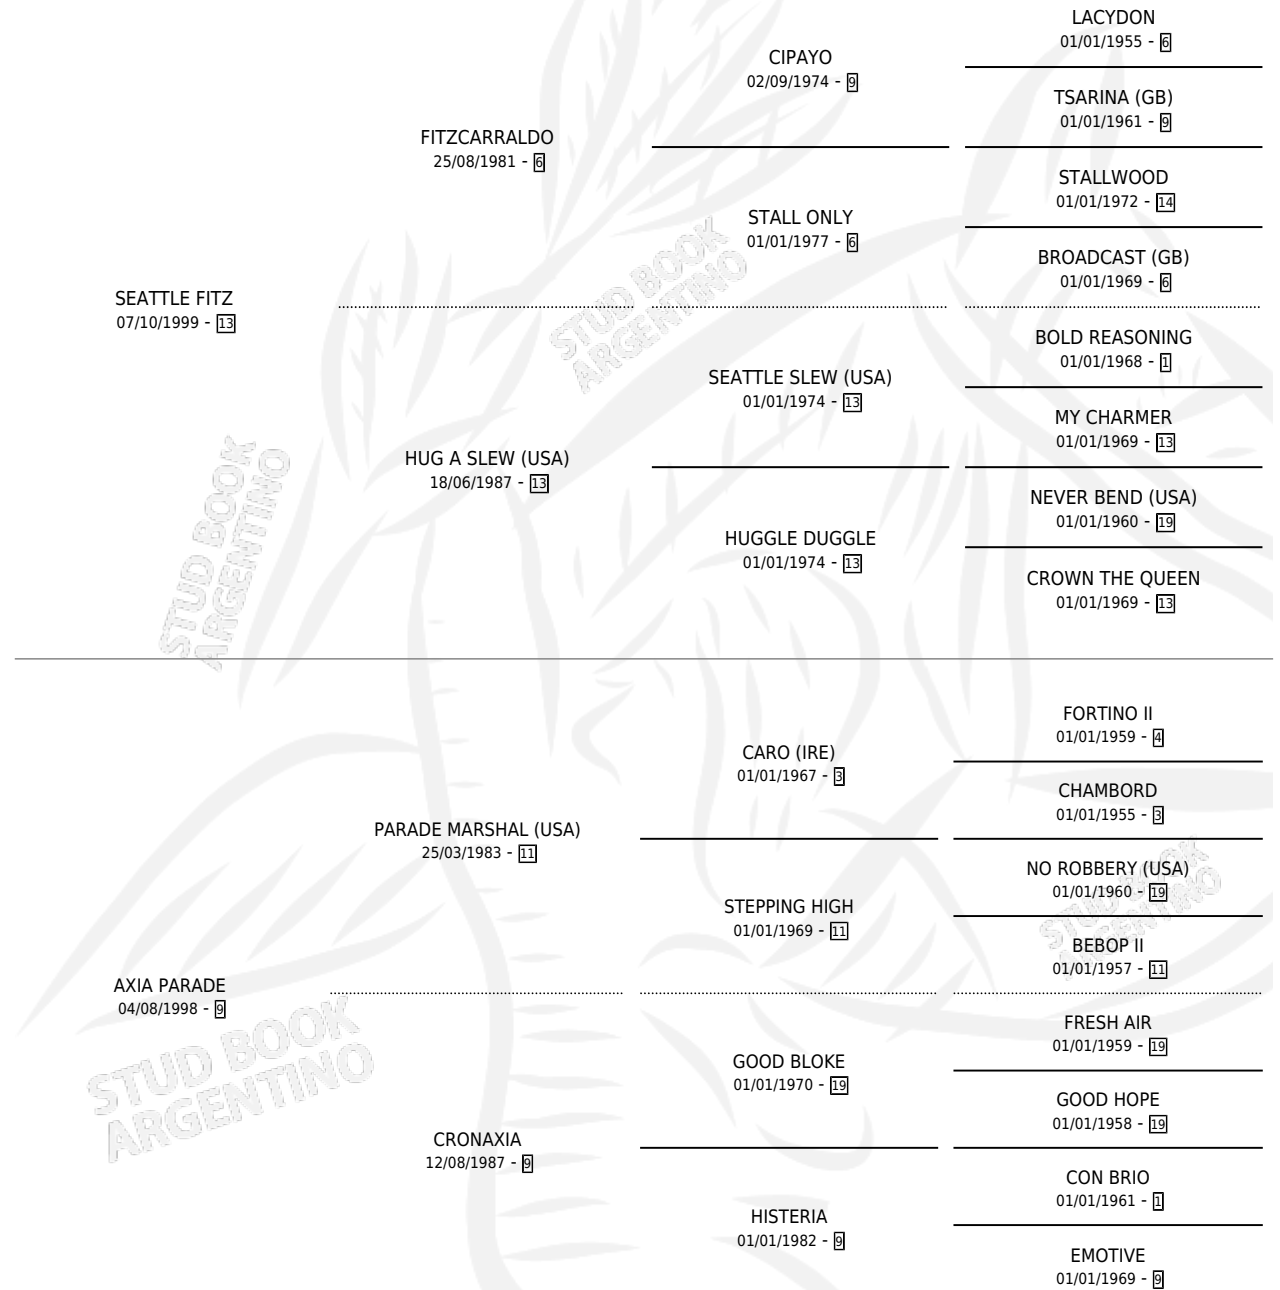 LACYDON
01/01/1955 - 6
CIPAYO
02/09/1974 - 9
TSARINA (GB)
01/01/1961 - 9
FITZCARRALDO
25/08/1981 - 6
STALLWOOD
01/01/1972 - 14
STALL ONLY
01/01/1977 - 6
BROADCAST (GB)
01/01/1969 - 6
SEATTLE FITZ
07/10/1999 - 13
STUD BOOK
ARGENTINO
BOLD REASONING
01/01/1968 - 1
SEATTLE SLEW (USA)
01/01/1974 - 13
MY CHARMER
01/01/1969 - 13
HUG A SLEW (USA)
18/06/1987 - 13
NEVER BEND (USA)
01/01/1960 - 19
HUGGLE DUGGLE
01/01/1974 - 13
CROWN THE QUEEN
01/01/1969 - 13
STUD BOOK
ARGENTINO
FORTINO II
01/01/1959 - 4
CARO (IRE)
01/01/1967 - 3
CHAMBORD
01/01/1955 - 3
PARADE MARSHAL (USA)
25/03/1983 - 11
NO ROBBERY (USA)
01/01/1960 - 19
STEPPING HIGH
01/01/1969 - 11
BEBOP II
01/01/1957 - 11
STUD BOOK
ARGENTINO
AXIA PARADE
04/08/1998 - 9
FRESH AIR
01/01/1959 - 19
GOOD BLOKE
01/01/1970 - 19
GOOD HOPE
01/01/1958 - 19
STUD BOOK
ARGENTINO
CRONAXIA
12/08/1987 - 9
CON BRIO
01/01/1961 - 1
HISTERIA
01/01/1982 - 9
EMOTIVE
01/01/1969 - 9